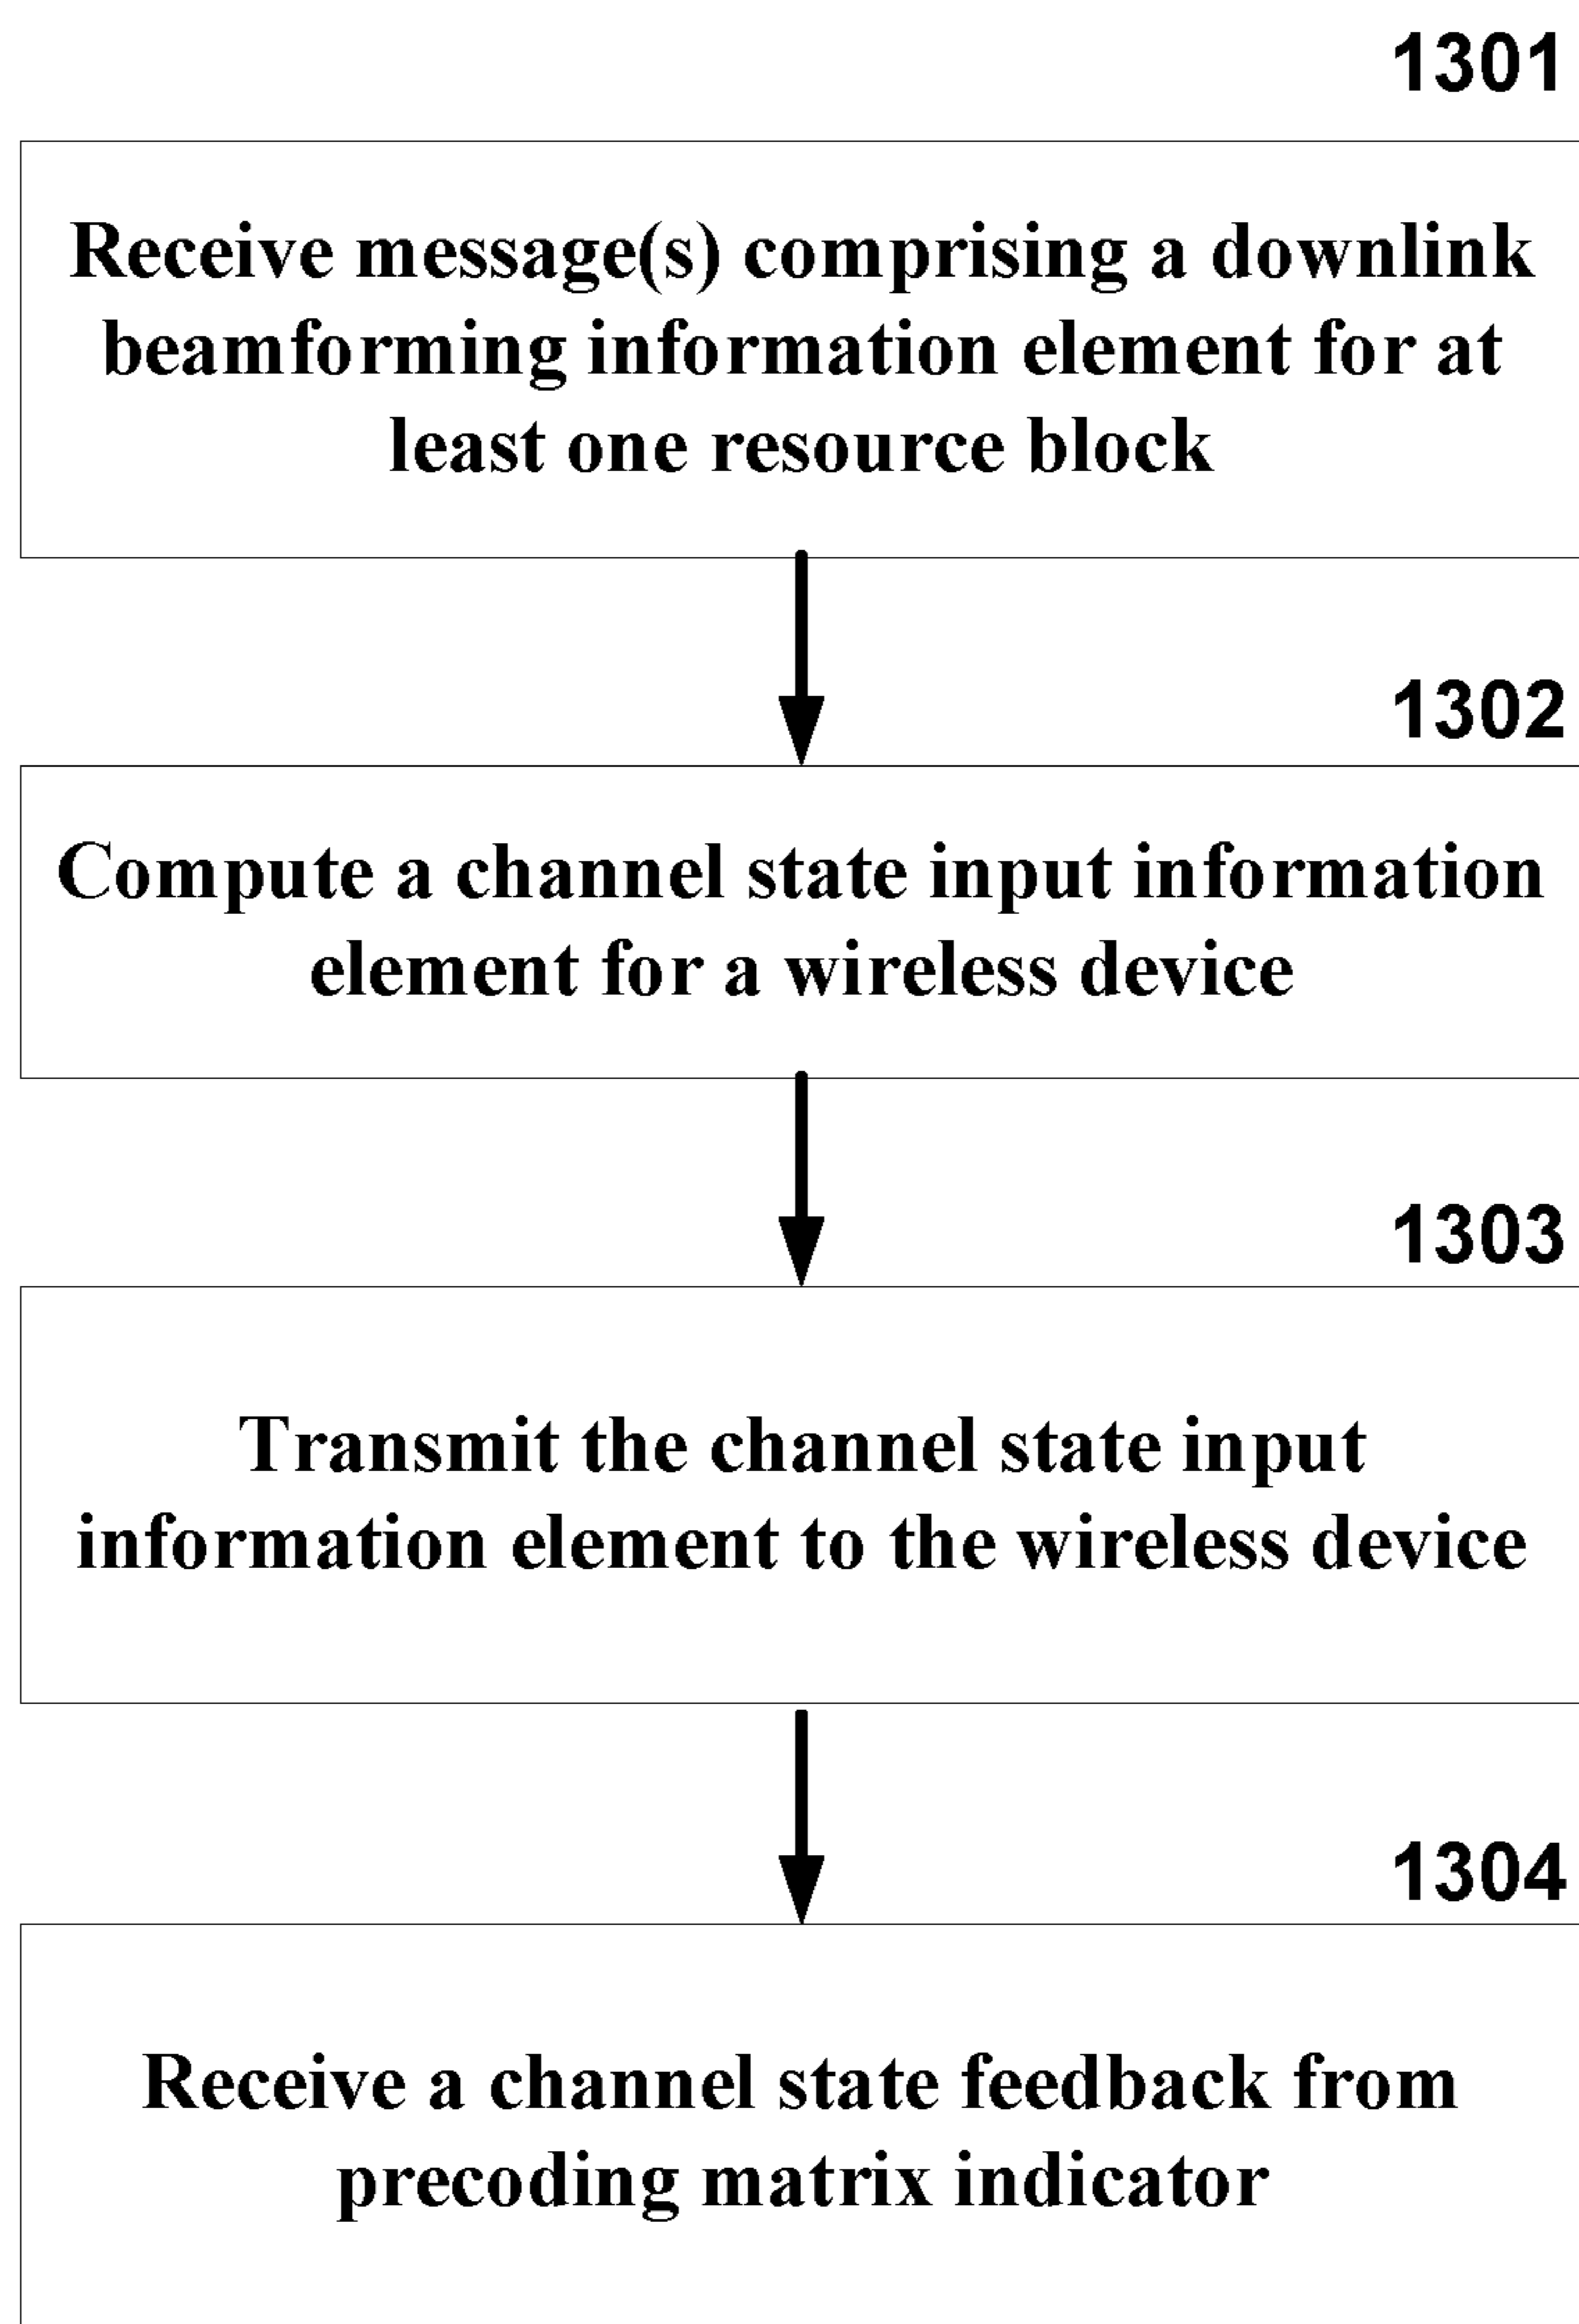 1301
Receive message(s) comprising a downlink
beamforming information element for at
least one resource block
1302
Compute a channel state input information
element for a wireless device
1303
Transmit the channel state input
information element to the wireless device
1304
Receive a channel state feedback from
precoding matrix indicator